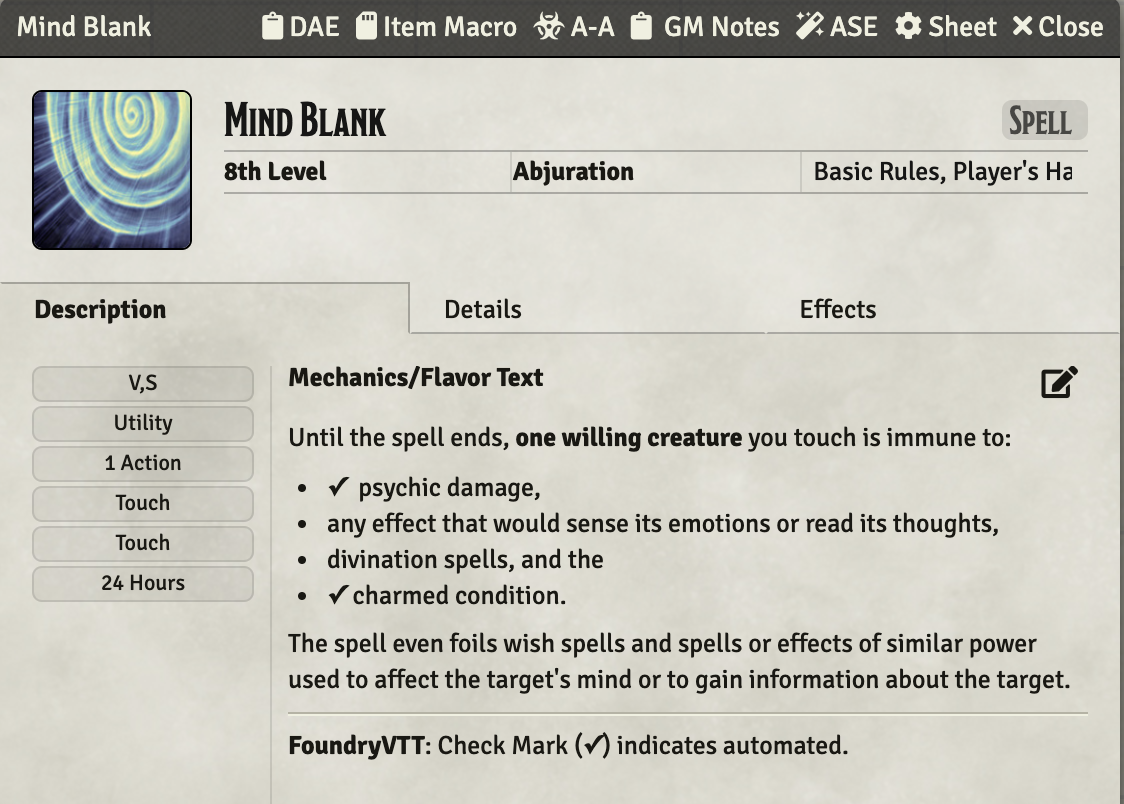 Mind Blank DAE Item Macro A-A GM Notes ASE Sheet Close
Mind Blank
Spell
8th Level Abjuration Basic Rules, Player's Ha
Description Details Effects
V,S
Utility
1 Action
Touch
Touch
24 Hours
Mechanics/Flavor Text
Until the spell ends, one willing creature you touch is immune to:
• ✓ psychic damage,
• any effect that would sense its emotions or read its thoughts,
• divination spells, and the
• ✓ charmed condition.
The spell even foils wish spells and spells or effects of similar power
used to affect the target's mind or to gain information about the target.
FoundryVTT: Check Mark (✓) indicates automated.